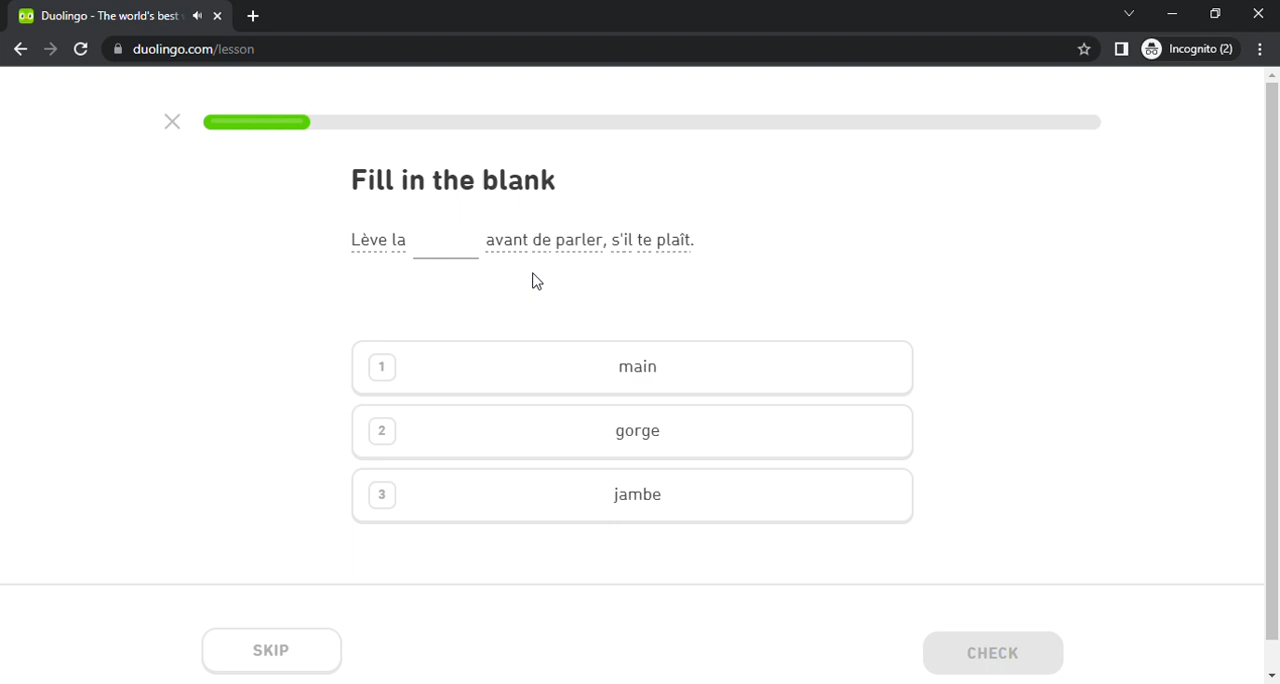 Duolingo - The world's best
duolingo.com/lesson
Incognito (2)
Fill in the blank
Lève la ______ avant de parler, s'il te plaît.
1 main
2 gorge
3 jambe
SKIP
CHECK